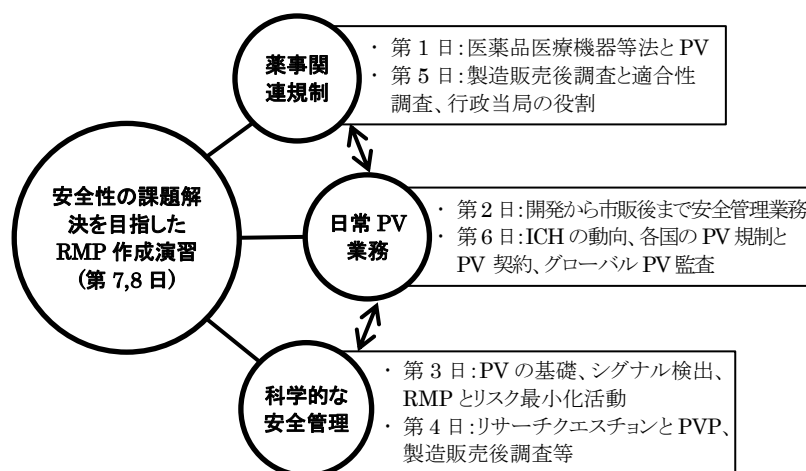 薬事関
連規制
・ 第 1 日：医薬品医療機器等法と PV
・ 第 5 日：製造販売後調査と適合性
調査、行政当局の役割
安全性の課題解
決を目指した
RMP 作成演習
(第 7,8 日)
日常 PV
業務
・ 第 2 日：開発から市販後まで安全管理業務
・ 第 6 日：ICH の動向、各国の PV 規制と
PV 契約、グローバル PV 監査
科学的な
安全管理
・ 第 3 日：PV の基礎、シグナル検出、
RMP とリスク最小化活動
・ 第 4 日：リサーチクエスチョンと PVP、
製造販売後調査等